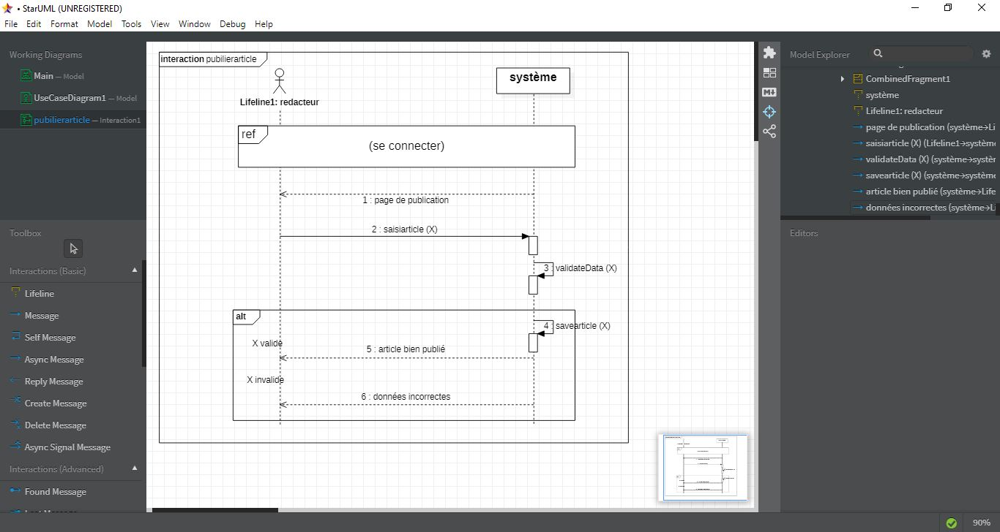 • StarUML (UNREGISTERED)
File Edit Format Model Tools View Window Debug Help
Working Diagrams
Main — Model
UseCaseDiagram1 — Model
pubilierarticle — Interaction1
Toolbox
Interactions (Basic)
Lifeline
Message
Self Message
Async Message
Reply Message
Create Message
Delete Message
Async Signal Message
Interactions (Advanced)
Found Message
interaction pubilierarticle
Lifeline1: redacteur
système
ref
(se connecter)
1 : page de publication
2 : saisiarticle (X)
3 : validateData (X)
alt
4 : savearticle (X)
X valide
5 : article bien publié
X invalide
6 : données incorrectes
Model Explorer
CombinedFragment1
système
Lifeline1: redacteur
page de publication (système→Li
saisiarticle (X) (Lifeline1→systèm
validateData (X) (système→systèr
savearticle (X) (système→systèm
article bien publié (système→Life
données incorrectes (système→L
Editors
90%